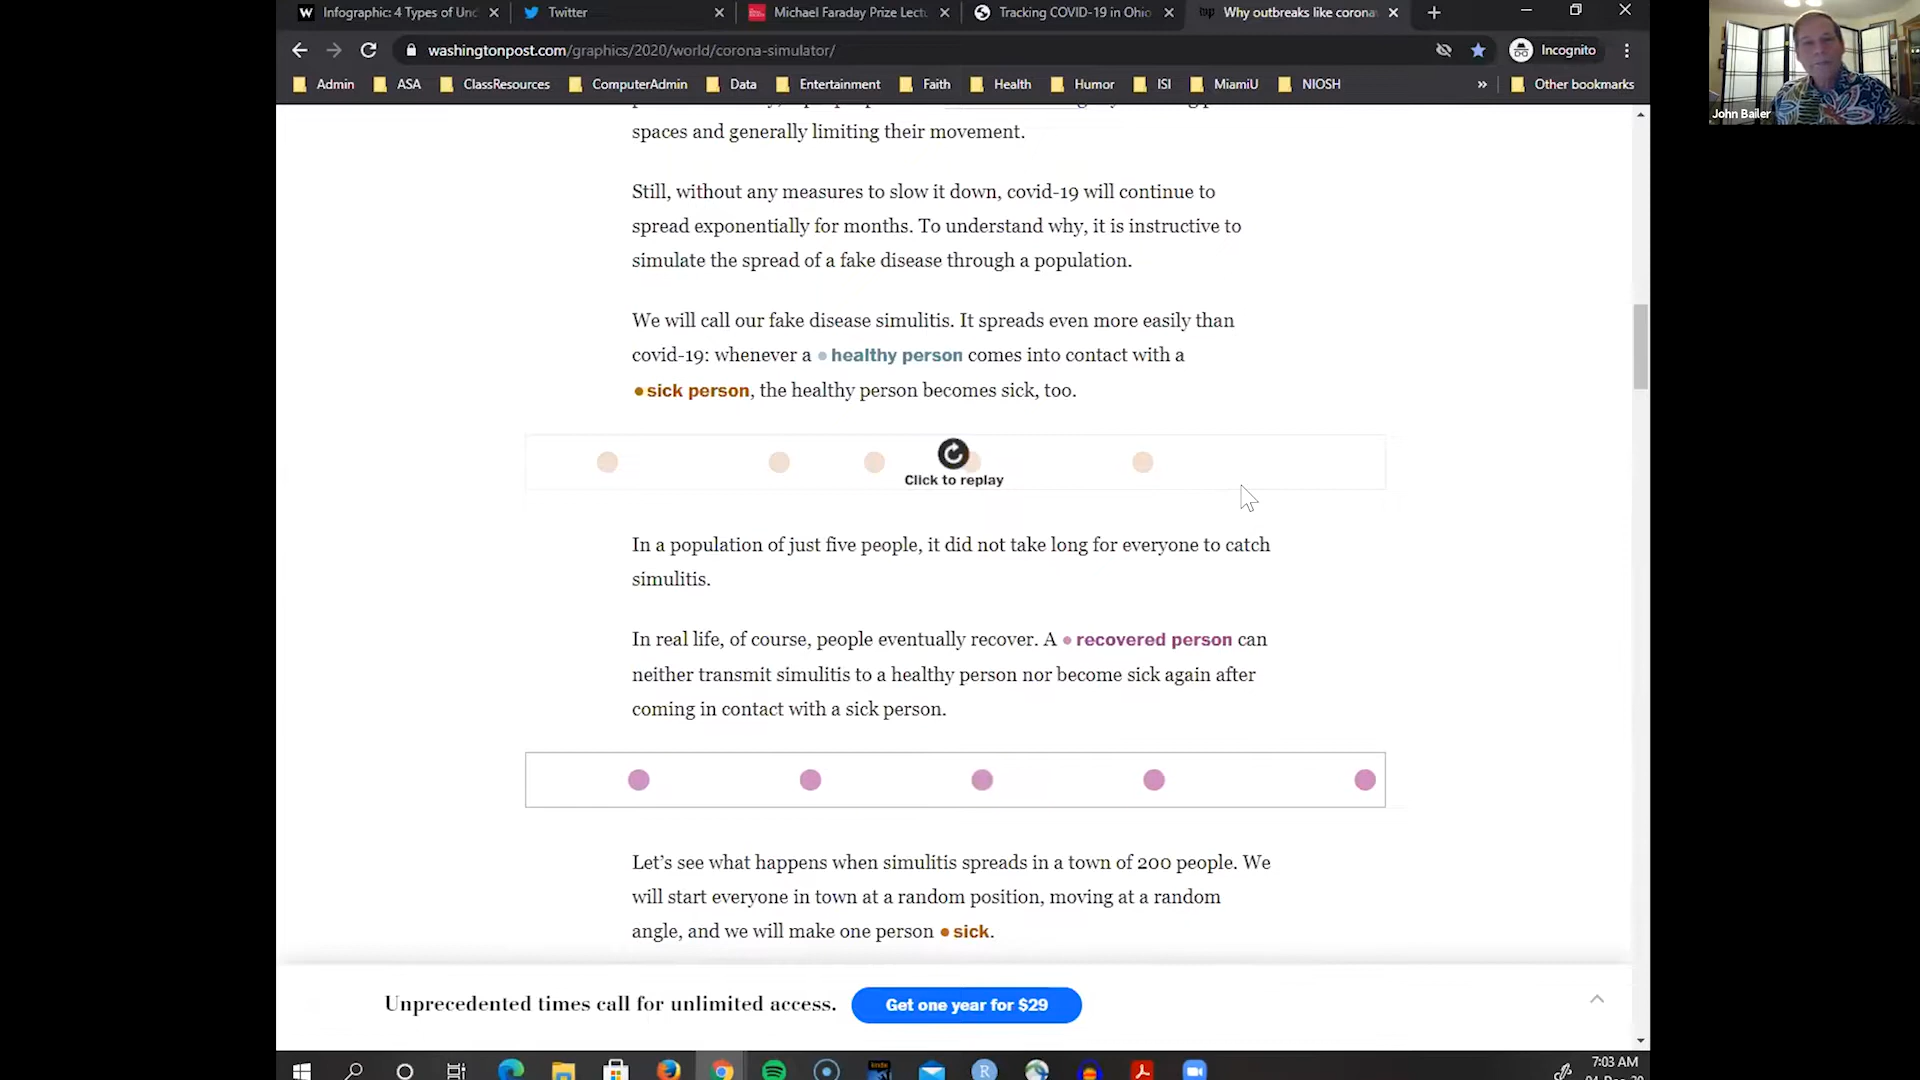 Infographic: 4 Types of Unc
Twitter
Michael Faraday Prize Lectu
Tracking COVID-19 in Ohio
Why outbreaks like corona
washingtonpost.com/graphics/2020/world/corona-simulator/
Incognito
Admin
ASA
ClassResources
ComputerAdmin
Data
Entertainment
Faith
Health
Humor
ISI
MiamiU
NIOSH
»
Other bookmarks
John Bailer
spaces and generally limiting their movement.
Still, without any measures to slow it down, covid-19 will continue to
spread exponentially for months. To understand why, it is instructive to
simulate the spread of a fake disease through a population.
We will call our fake disease simulitis. It spreads even more easily than
covid-19: whenever a healthy person comes into contact with a
sick person, the healthy person becomes sick, too.
Click to replay
In a population of just five people, it did not take long for everyone to catch
simulitis.
In real life, of course, people eventually recover. A recovered person can
neither transmit simulitis to a healthy person nor become sick again after
coming in contact with a sick person.
Let's see what happens when simulitis spreads in a town of 200 people. We
will start everyone in town at a random position, moving at a random
angle, and we will make one person sick.
Unprecedented times call for unlimited access.
Get one year for $29
7:03 AM